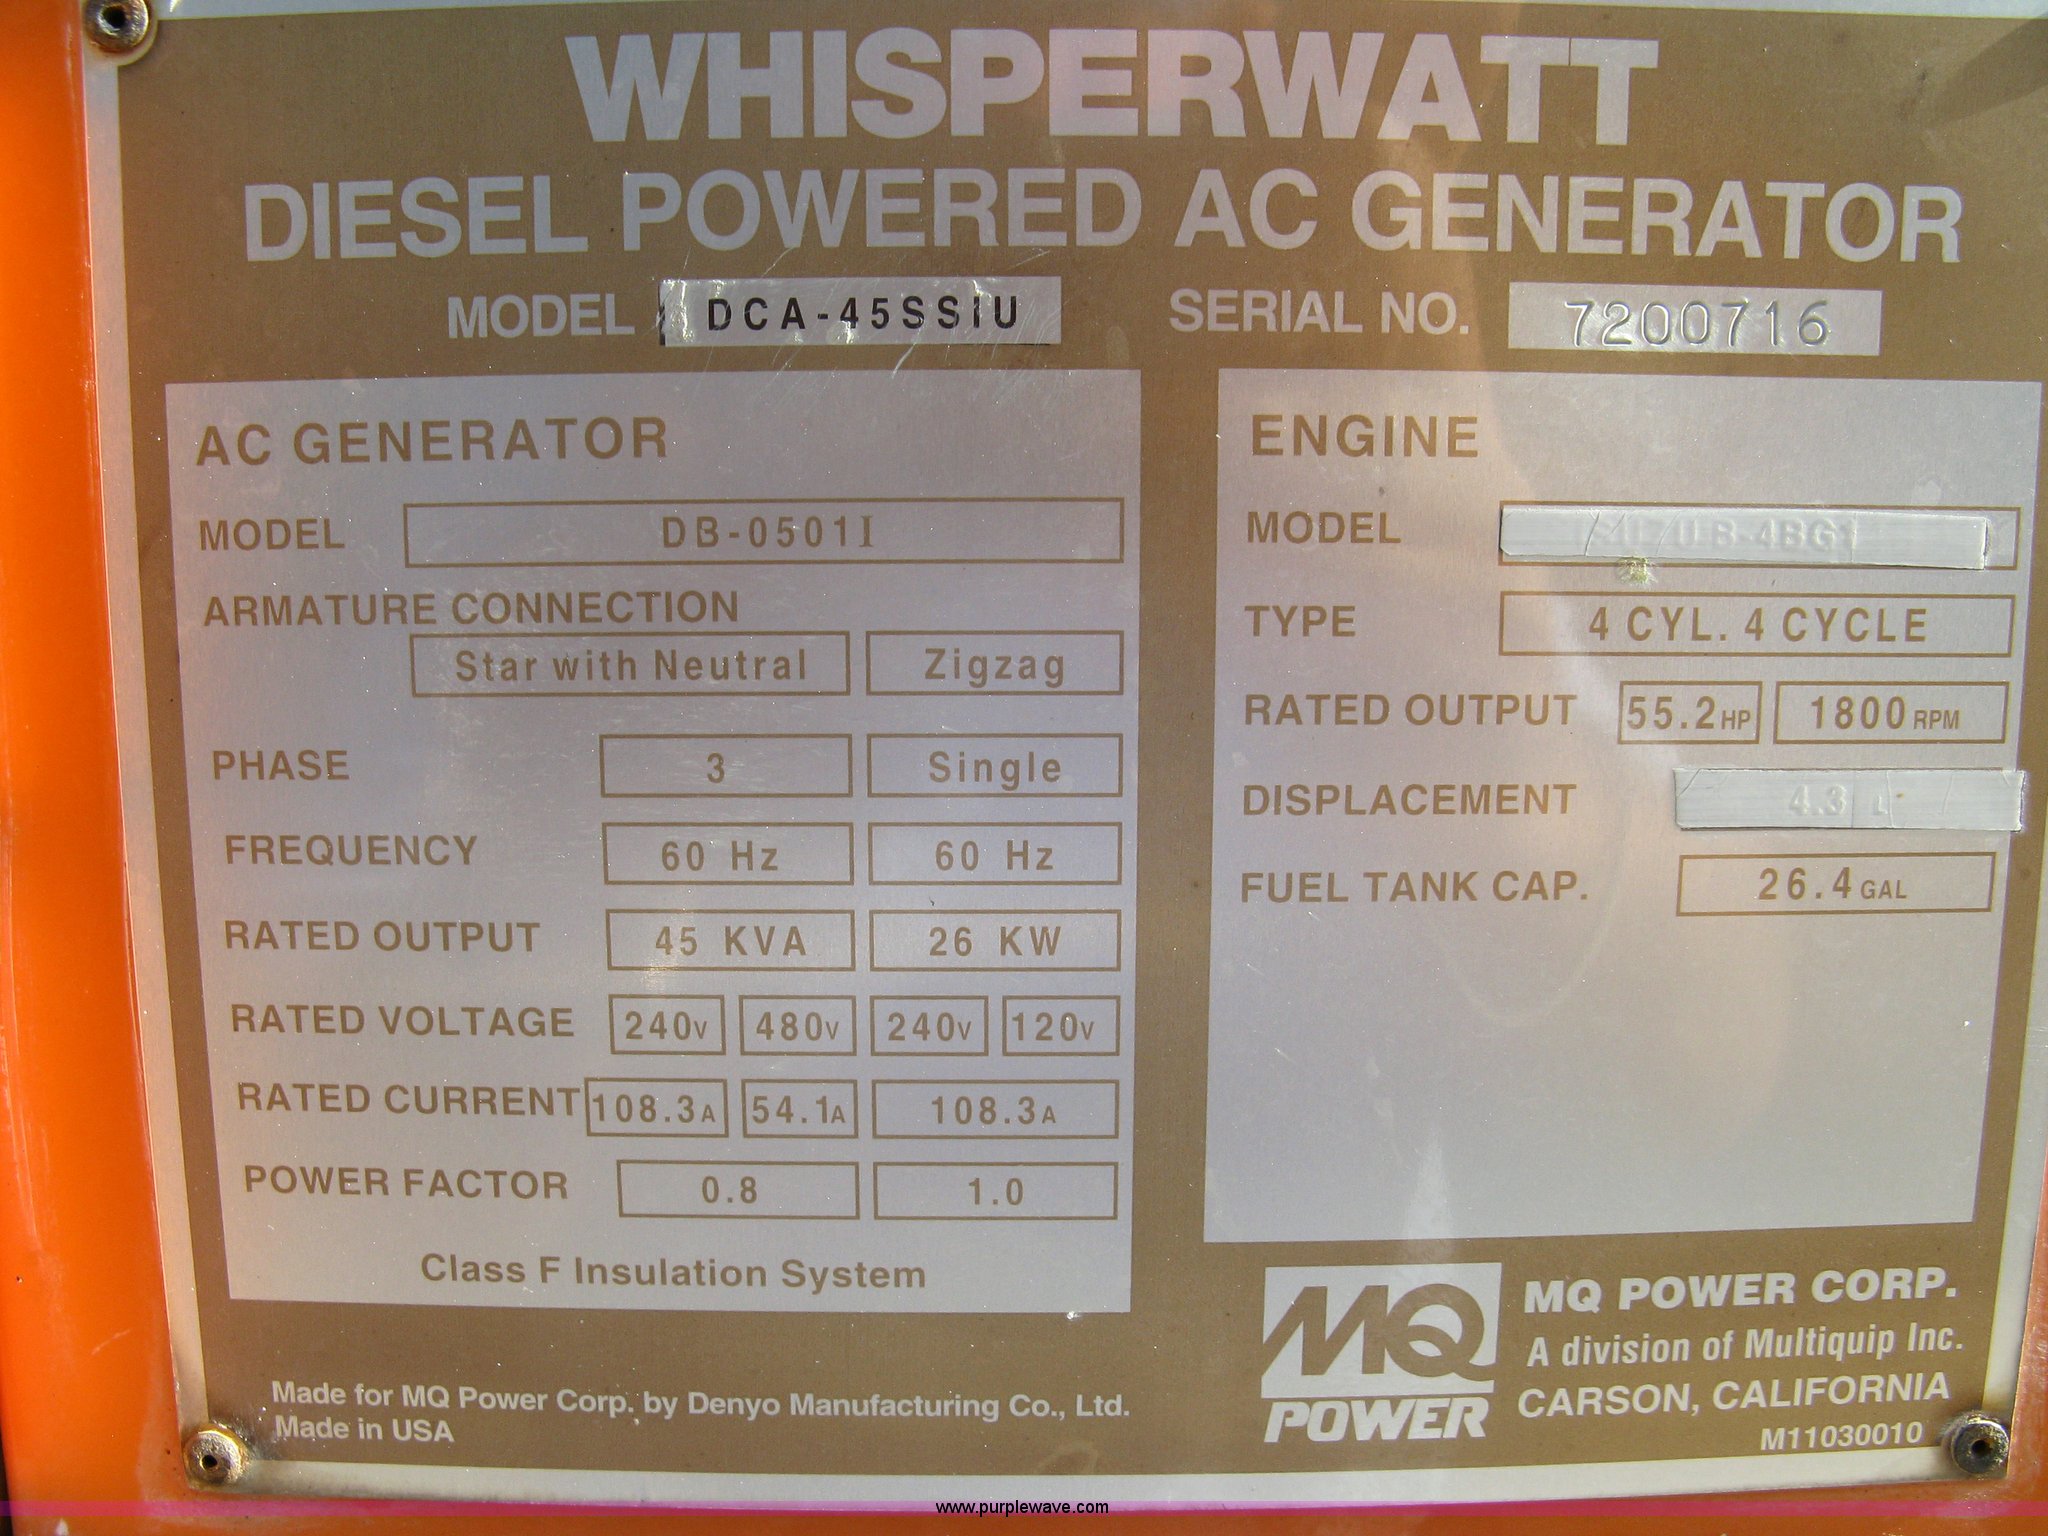 WHISPERWATT
DIESEL POWERED AC GENERATOR
MODEL DCA-45SSIU SERIAL NO. 7200716
AC GENERATOR
MODEL DB-0501I
ARMATURE CONNECTION
Star with Neutral Zigzag
PHASE 3 Single
FREQUENCY 60 Hz 60 Hz
RATED OUTPUT 45 KVA 26 KW
RATED VOLTAGE 240V 480V 240V 120V
RATED CURRENT 108.3A 54.1A 108.3A
POWER FACTOR 0.8 1.0
Class F Insulation System
ENGINE
MODEL
TYPE 4 CYL. 4 CYCLE
RATED OUTPUT 55.2HP 1800RPM
DISPLACEMENT 4.3 L
FUEL TANK CAP. 26.4GAL
Made for MQ Power Corp. by Denyo Manufacturing Co., Ltd.
Made in USA
MQ
POWER
MQ POWER CORP.
A division of Multiquip Inc.
CARSON, CALIFORNIA
M11030010
www.purplewave.com